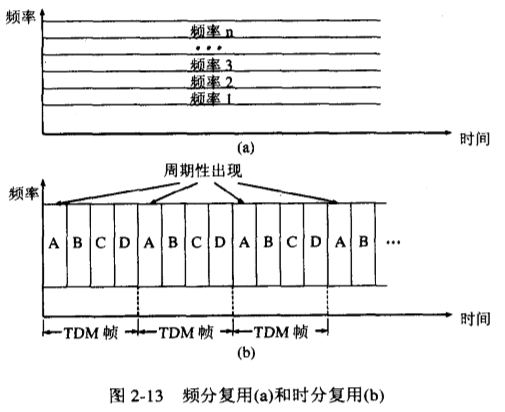 频率
频率 n
•••
频率 3
频率 2
频率 1
时间
(a)
周期性出现
频率
A B C D A B C D A B C D A B …
时间
TDM 帧 TDM 帧 TDM 帧
(b)
图 2-13 频分复用(a)和时分复用(b)